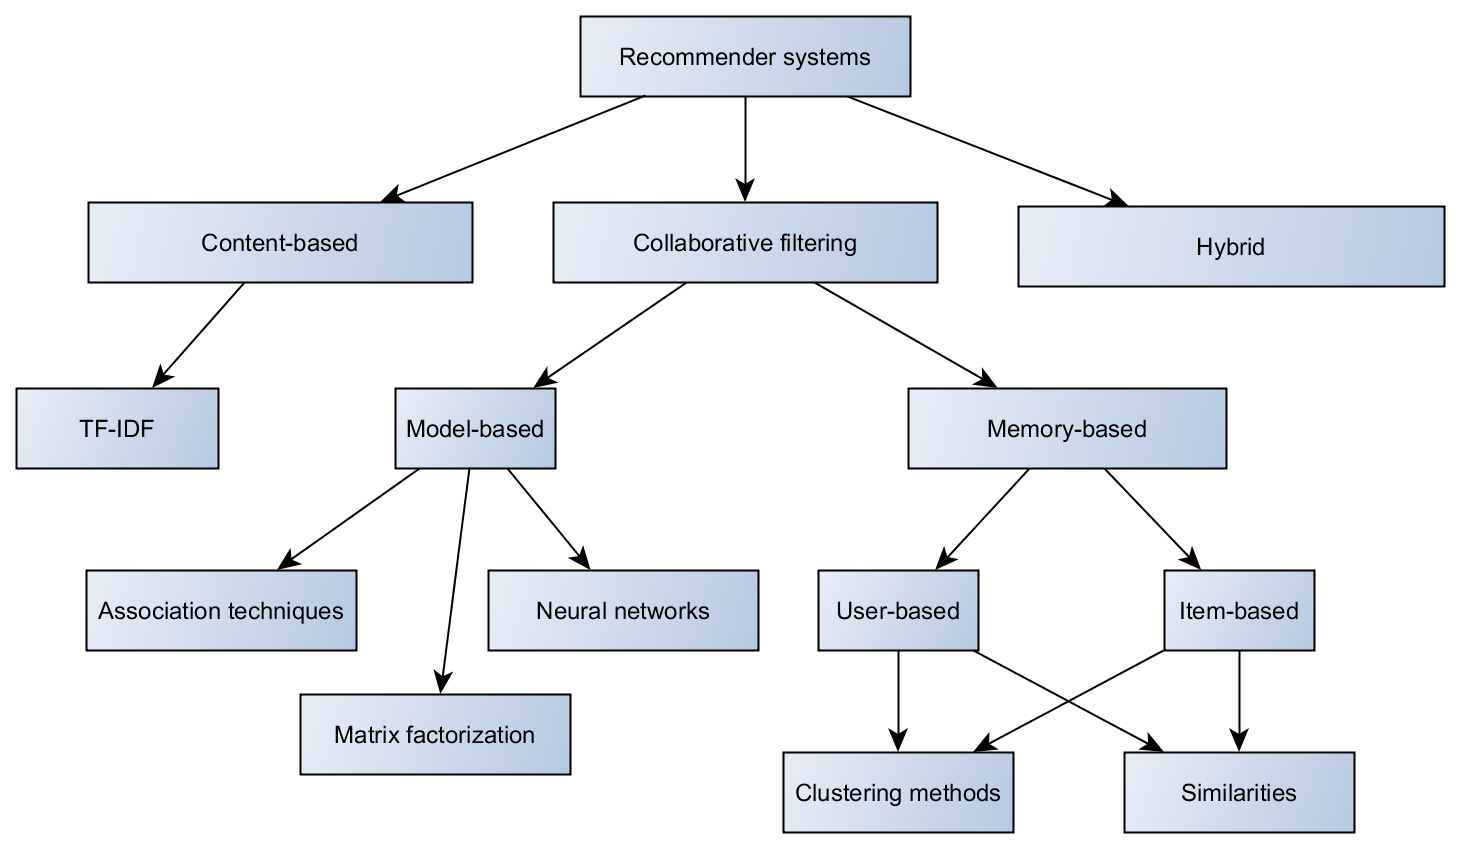 Recommender systems
Content-based
Collaborative filtering
Hybrid
TF-IDF
Model-based
Memory-based
Association techniques
Neural networks
User-based
Item-based
Matrix factorization
Clustering methods
Similarities